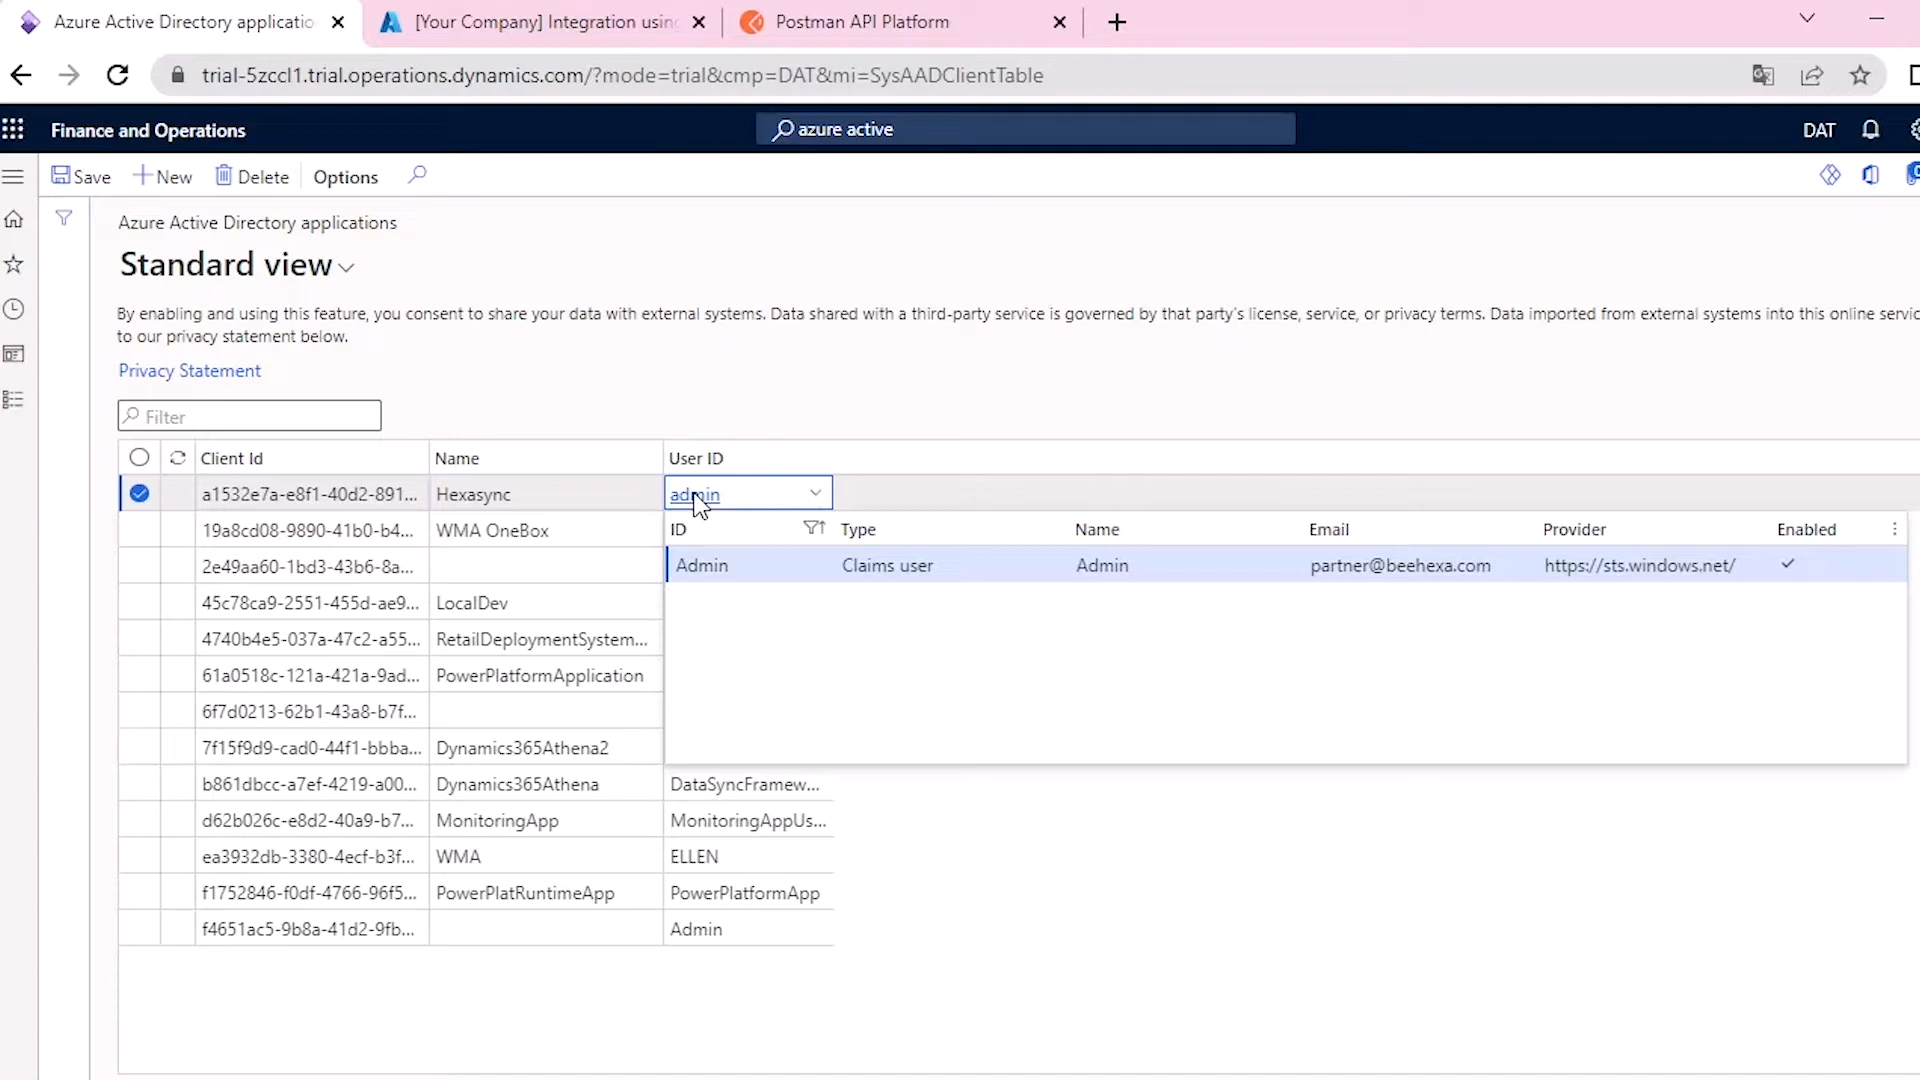 Azure Active Directory applicatio
[Your Company] Integration using
Postman API Platform
trial-5zccl1.trial.operations.dynamics.com/?mode=trial&cmp=DAT&mi=SysAADClientTable
Finance and Operations
azure active
DAT
Save
New
Delete
Options
Azure Active Directory applications
Standard view
By enabling and using this feature, you consent to share your data with external systems. Data shared with a third-party service is governed by that party's license, service, or privacy terms. Data imported from external systems into this online servic
to our privacy statement below.
Privacy Statement
Filter
Client Id Name User ID
a1532e7a-e8f1-40d2-891... Hexasync admin
ID Type Name Email Provider Enabled
19a8cd08-9890-41b0-b4... WMA OneBox
Admin Claims user Admin partner@beehexa.com https://sts.windows.net/
2e49aa60-1bd3-43b6-8a...
45c78ca9-2551-455d-ae9... LocalDev
4740b4e5-037a-47c2-a55... RetailDeploymentSystem...
61a0518c-121a-421a-9ad... PowerPlatformApplication
6f7d0213-62b1-43a8-b7f...
7f15f9d9-cad0-44f1-bbba... Dynamics365Athena2
b861dbcc-a7ef-4219-a00... Dynamics365Athena DataSyncFramew...
d62b026c-e8d2-40a9-b7... MonitoringApp MonitoringAppUs...
ea3932db-3380-4ecf-b3f... WMA ELLEN
f1752846-f0df-4766-96f5... PowerPlatRuntimeApp PowerPlatformApp
f4651ac5-9b8a-41d2-9fb... Admin